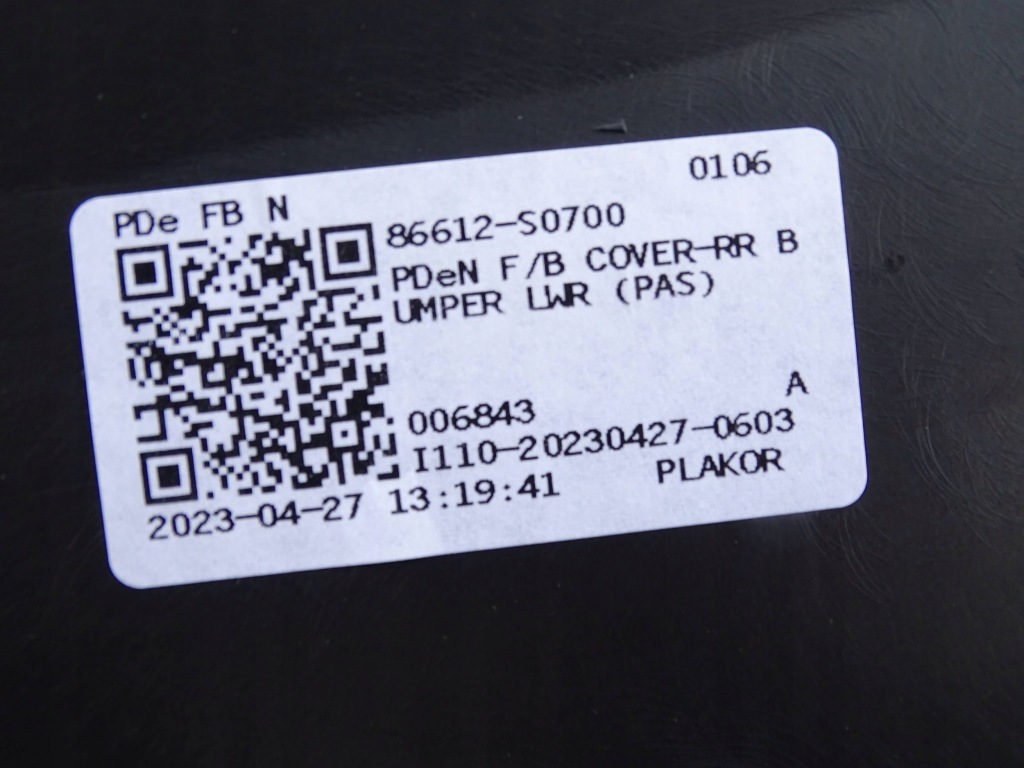 0106
PDe FB N
86612-S0700
PDeN F/B COVER-RR B
UMPER LWR (PAS)
A
006843
I110-20230427-0603
PLAKOR
2023-04-27 13:19:41